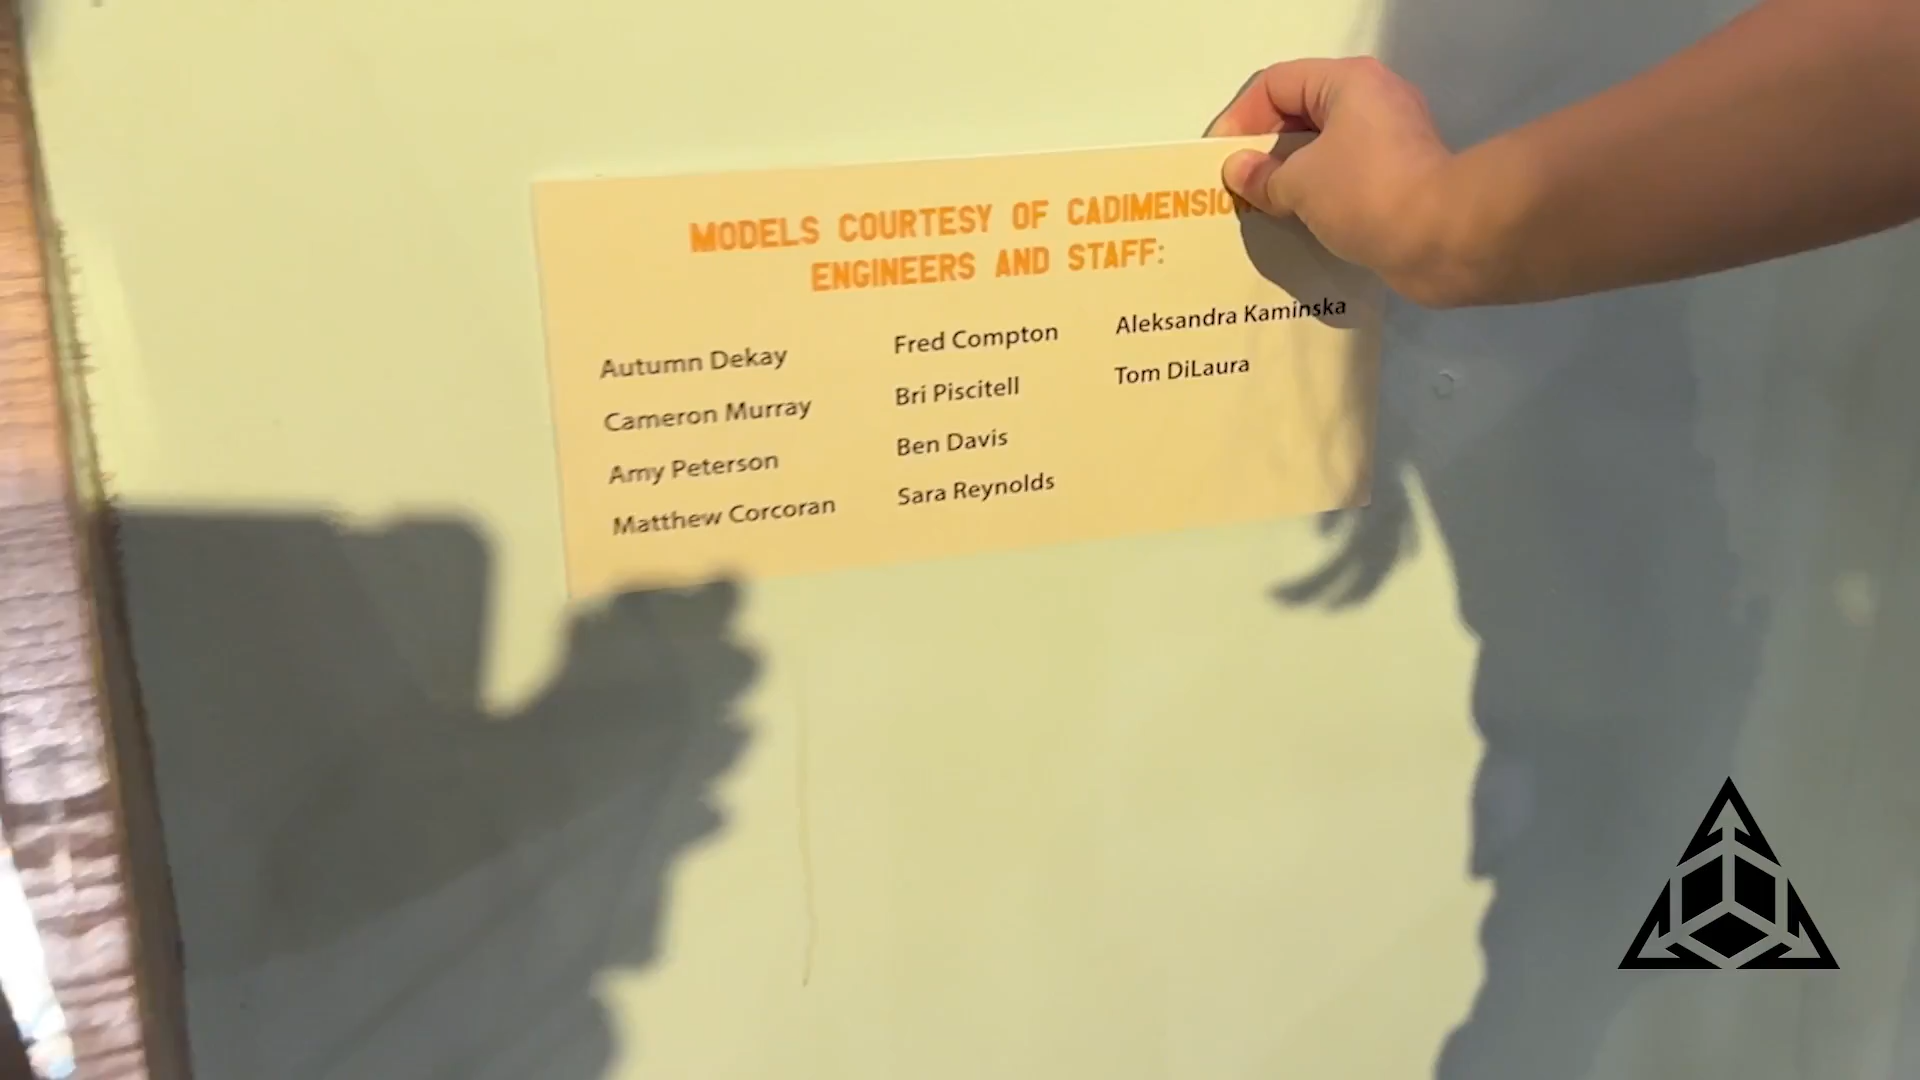 MODELS COURTESY OF
ENGINEERS AND STAFF:
Autumn Dekay
Cameron Murray
Amy Peterson
Matthew Corcoran
Fred Compton
Bri Piscitell
Ben Davis
Sara Reynolds
Aleksandra Kaminska
Tom DiLaura